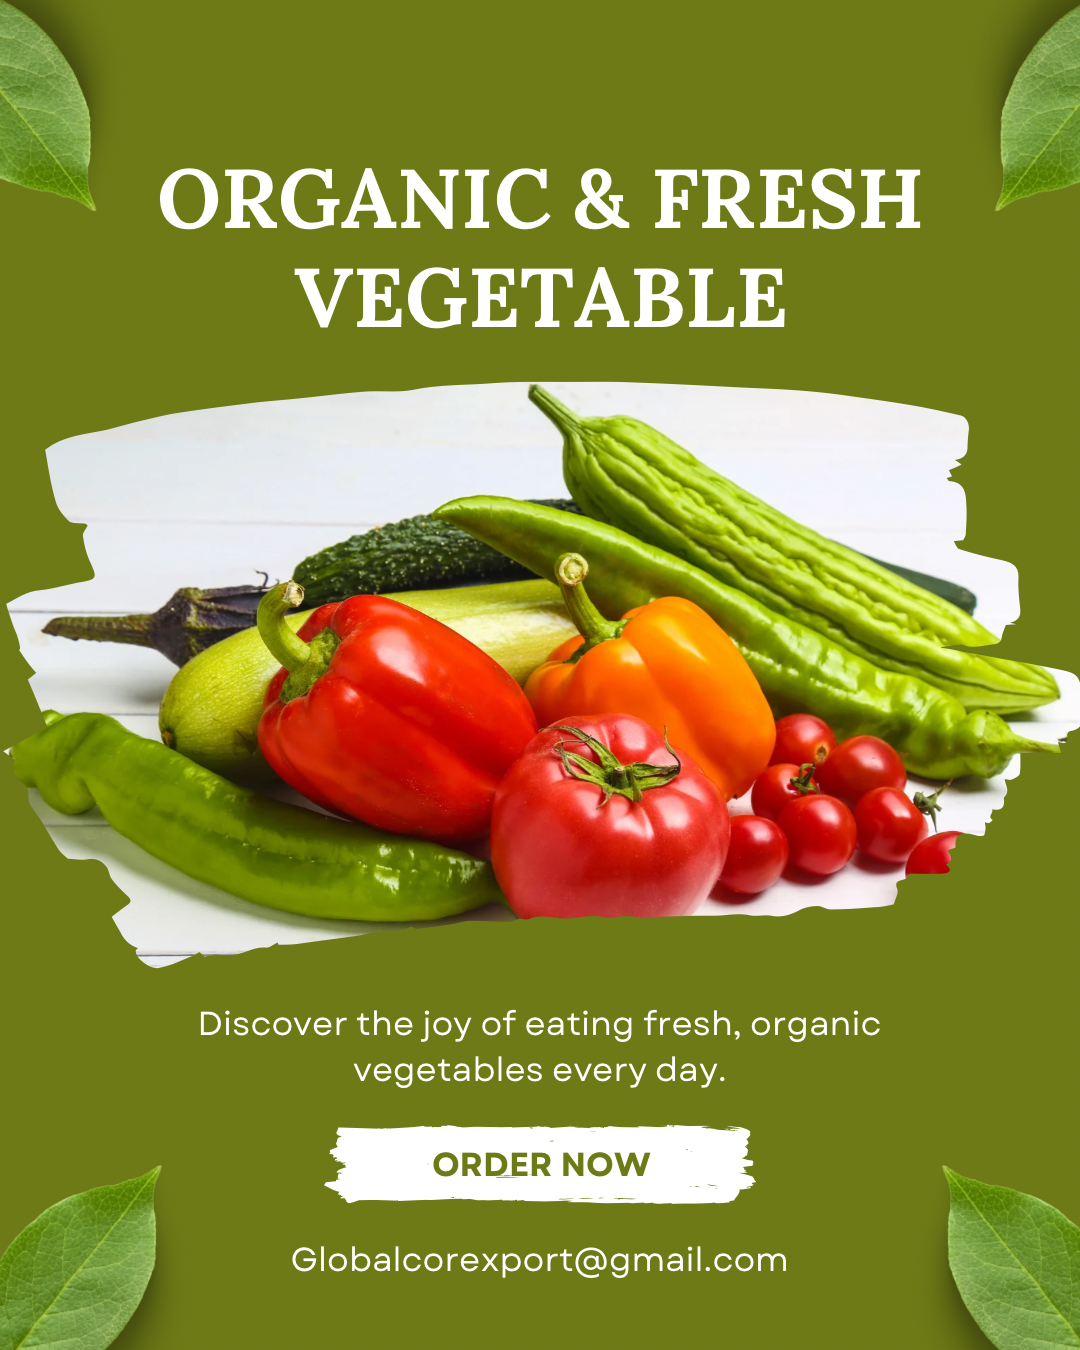 ORGANIC & FRESH
VEGETABLE
Discover the joy of eating fresh, organic
vegetables every day.
ORDER NOW
Globalcorexport@gmail.com